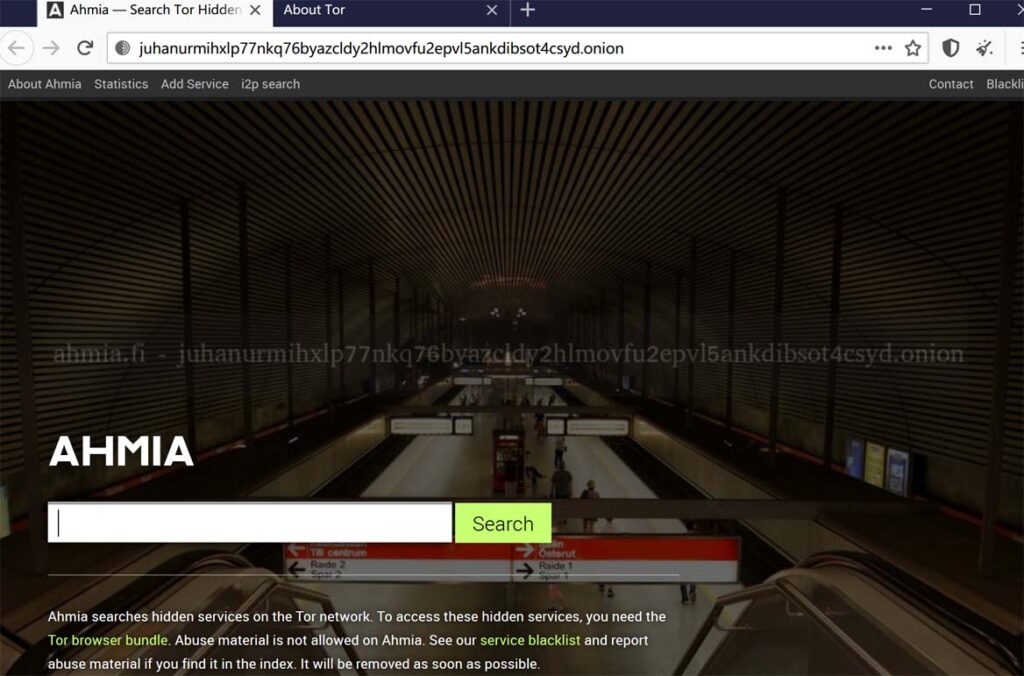 Ahmia — Search Tor Hidden
About Tor
juhanurmihxlp77nkq76byazcldy2hlmovfu2epvl5ankdibsot4csyd.onion
About Ahmia Statistics Add Service i2p search Contact Blackli
ahmia.fi - juhanurmihxlp77nkq76byazcldy2hlmovfu2epvl5ankdibsot4csyd.onion
AHMIA
Search
Till centrum
Österut
Raide 2
Raide 1
Spår 2
Spår 1
Ahmia searches hidden services on the Tor network. To access these hidden services, you need the
Tor browser bundle. Abuse material is not allowed on Ahmia. See our service blacklist and report
abuse material if you find it in the index. It will be removed as soon as possible.